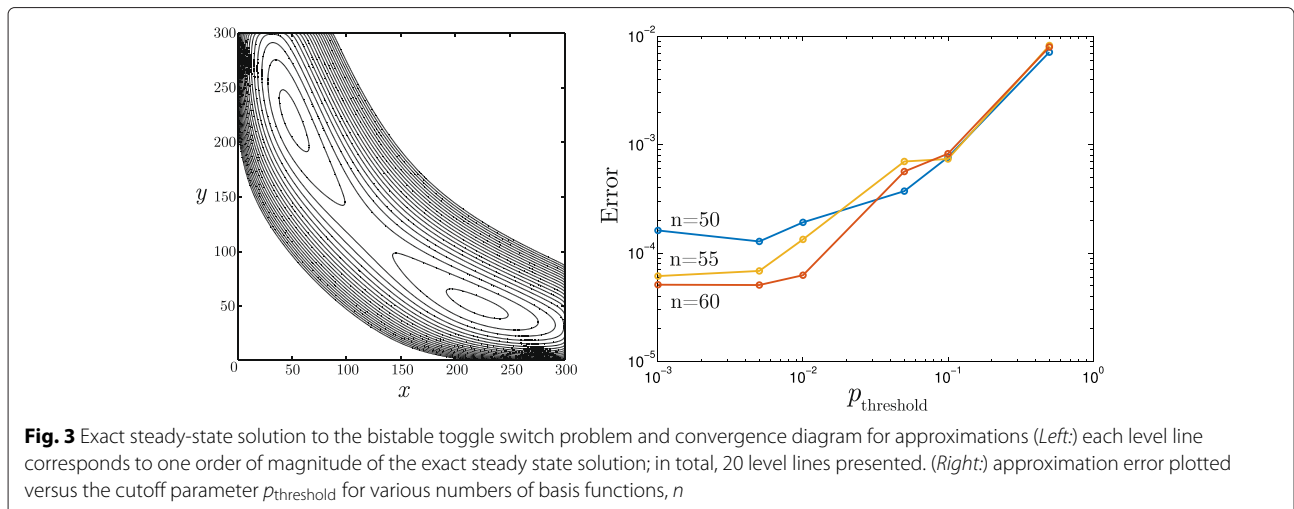 300
250
200
150
100
50
0
50
100
150
200
250
300
y
x
10⁻²
10⁻³
10⁻⁴
10⁻⁵
10⁻³
10⁻²
10⁻¹
10⁰
Error
n=50
n=55
n=60
p_threshold
Fig. 3 Exact steady-state solution to the bistable toggle switch problem and convergence diagram for approximations (Left:) each level line
corresponds to one order of magnitude of the exact steady state solution; in total, 20 level lines presented. (Right:) approximation error plotted
versus the cutoff parameter p_threshold for various numbers of basis functions, n